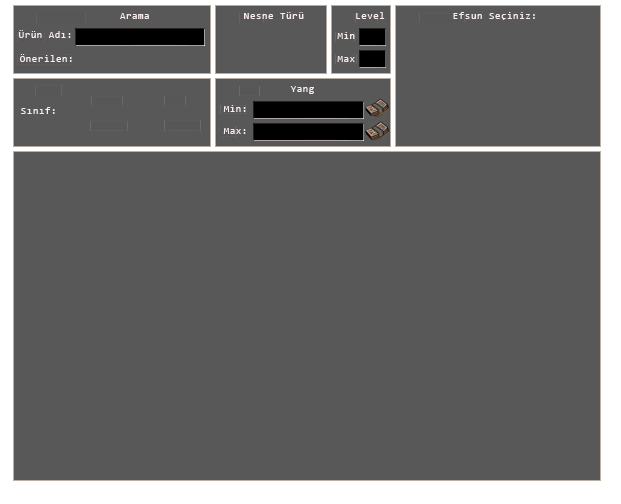 Arama
Ürün Adı:
Önerilen:
Nesne Türü
Level
Min
Max
Efsun Seçiniz:
Sınıf:
Yang
Min:
Max: